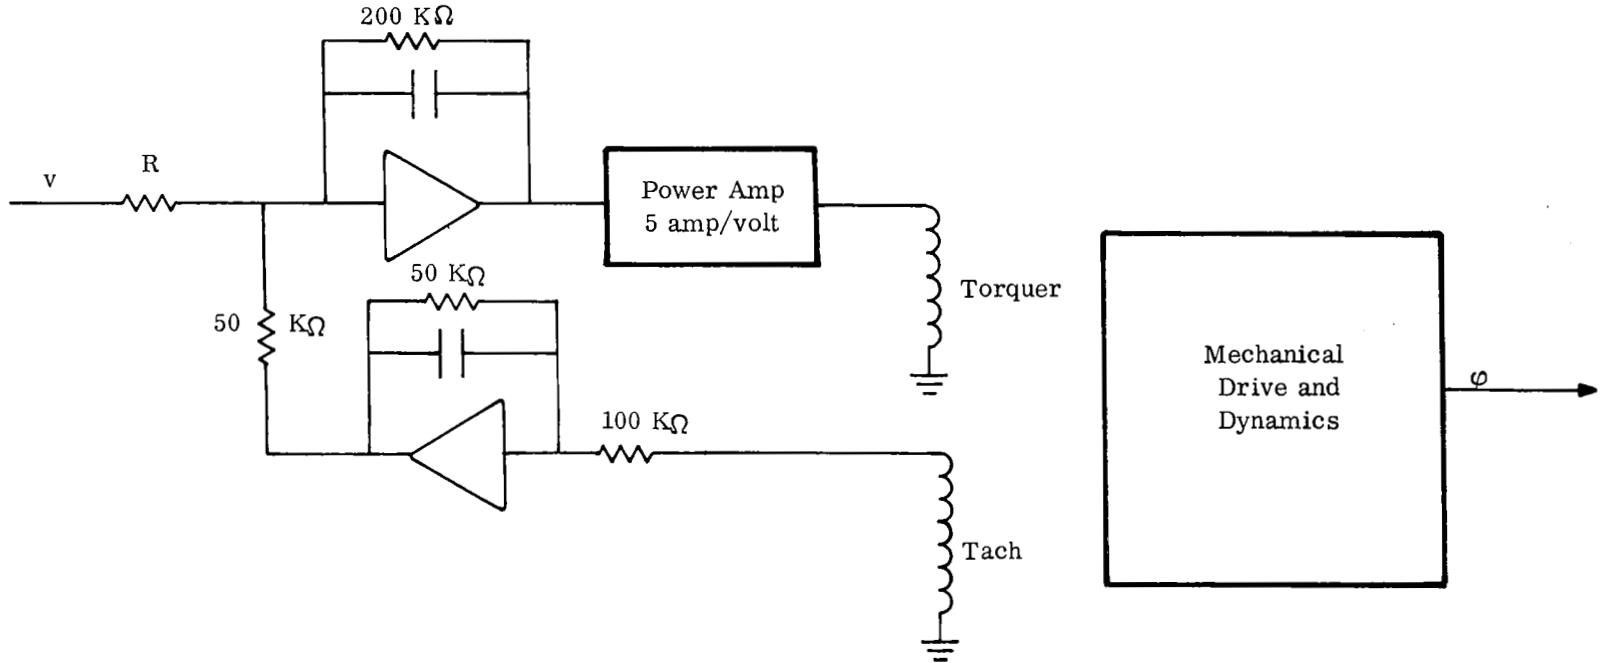 200 KΩ
R
v
Power Amp
5 amp/volt
50 KΩ
Torquer
50 KΩ
Mechanical
Drive and
Dynamics
φ
100 KΩ
Tach